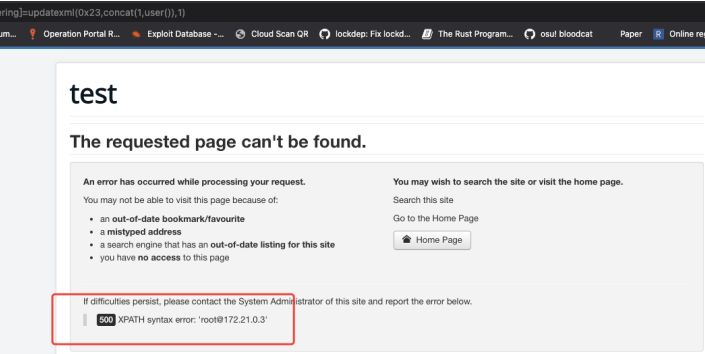 ering]=updatexml(0x23,concat(1,user()),1)
um... Operation Portal R... Exploit Database -... Cloud Scan QR lockdep: Fix lockd... The Rust Program... osu! bloodcat Paper R Online reg
test
The requested page can't be found.
An error has occurred while processing your request.
You may not be able to visit this page because of:
an out-of-date bookmark/favourite
a mistyped address
a search engine that has an out-of-date listing for this site
you have no access to this page
You may wish to search the site or visit the home page.
Search this site
Go to the Home Page
Home Page
If difficulties persist, please contact the System Administrator of this site and report the error below.
500 XPATH syntax error: 'root@172.21.0.3'